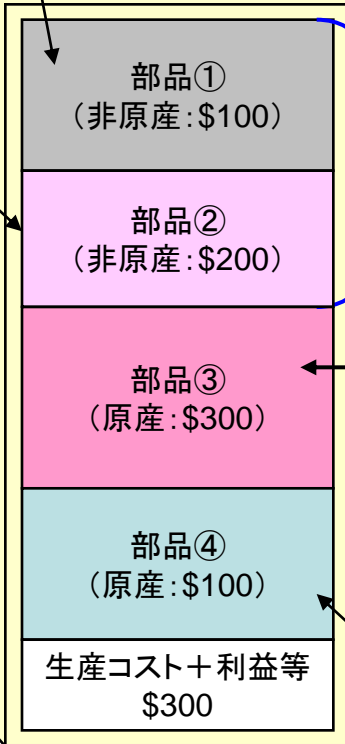 部品①
（非原産：$100）
部品②
（非原産：$200）
部品③
（原産：$300）
部品④
（原産：$100）
生産コスト＋利益等
$300